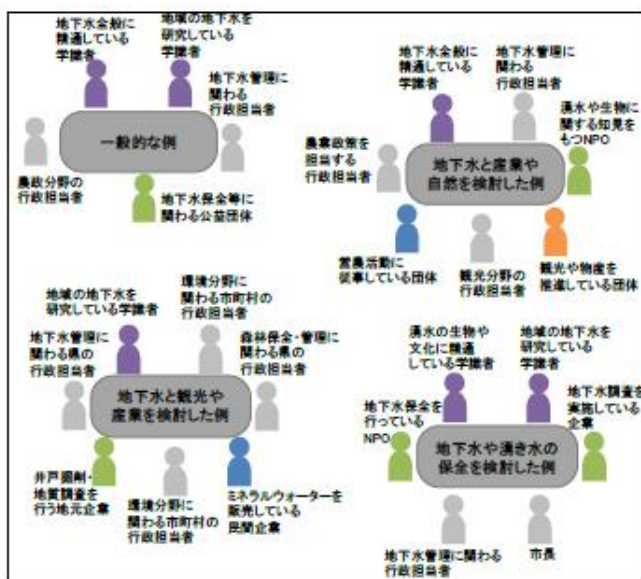 地下水全般に
精通している
学識者
地域の地下水を
研究している
学識者
地下水管理に
関わる
行政担当者
一般的な例
農政分野の
行政担当者
地下水保全等に
関わる公益団体
地下水全般に
精通している
学識者
地下水管理に
関わる
行政担当者
湧水や生物に
関する知見を
もつNPO
農業政策を
担当する
行政担当者
地下水と産業や
自然を検討した例
営農活動に
従事している団体
観光分野の
行政担当者
観光や物産を
推進している団体
地域の地下水を
研究している学識者
環境分野に
関わる市町村の
行政担当者
地下水管理に
関わる県の
行政担当者
森林保全・管理に
関わる県の
行政担当者
地下水と観光や
産業を検討した例
井戸掘削・
地質調査を
行う地元企業
環境分野に
関わる市町村の
行政担当者
ミネラルウォーターを
販売している
民間企業
湧水の生物や
文化に精通
している学識者
地域の地下水を
研究している
学識者
地下水保全を
行っている
NPO
地下水調査を
実施している
企業
地下水や湧き水の
保全を検討した例
地下水管理に関わる
行政担当者
市長